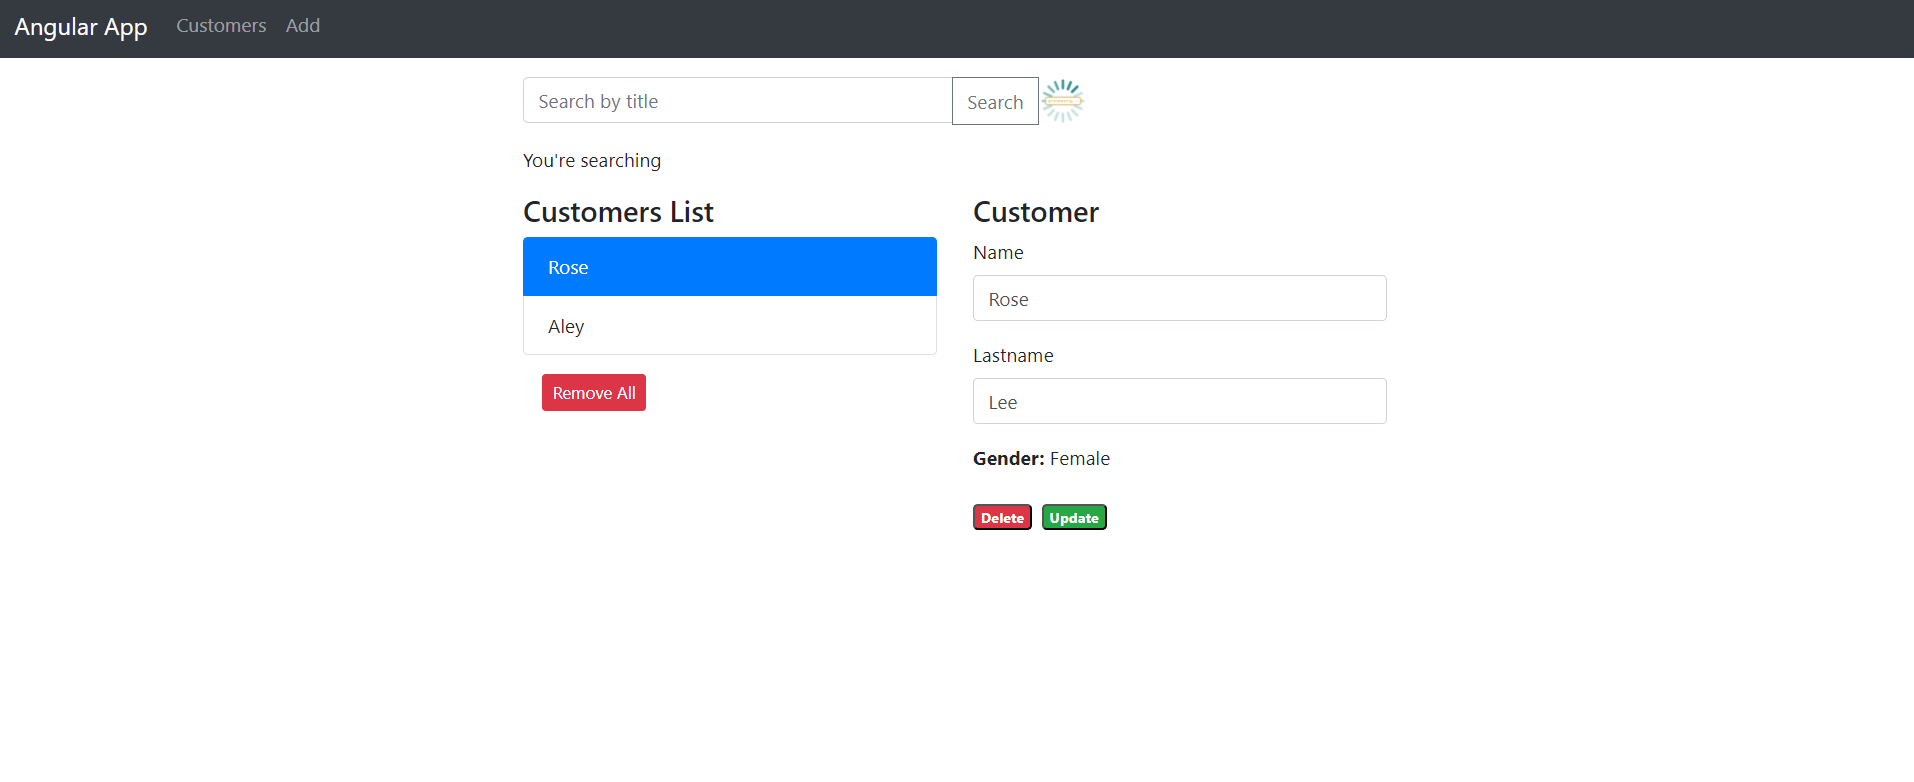 Angular App Customers Add
Search by title Search
You're searching
Customers List
Rose
Aley
Remove All
Customer
Name
Rose
Lastname
Lee
Gender: Female
Delete Update